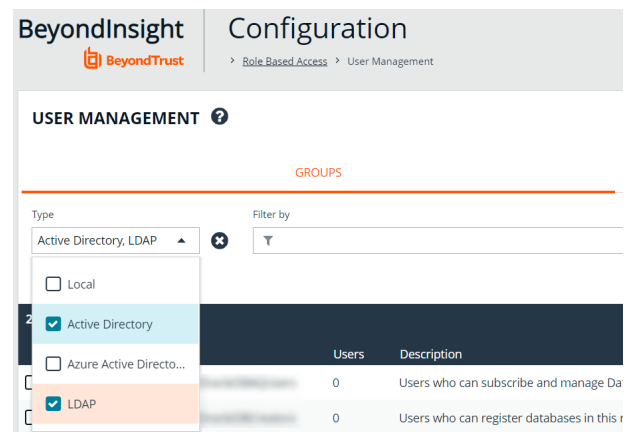 BeyondInsight
BeyondTrust
Configuration
> Role Based Access > User Management
USER MANAGEMENT ?
GROUPS
Type
Filter by
Active Directory, LDAP
Local
Active Directory
Azure Active Directo...
LDAP
2
Users
Description
0
Users who can subscribe and manage Da
0
Users who can register databases in this